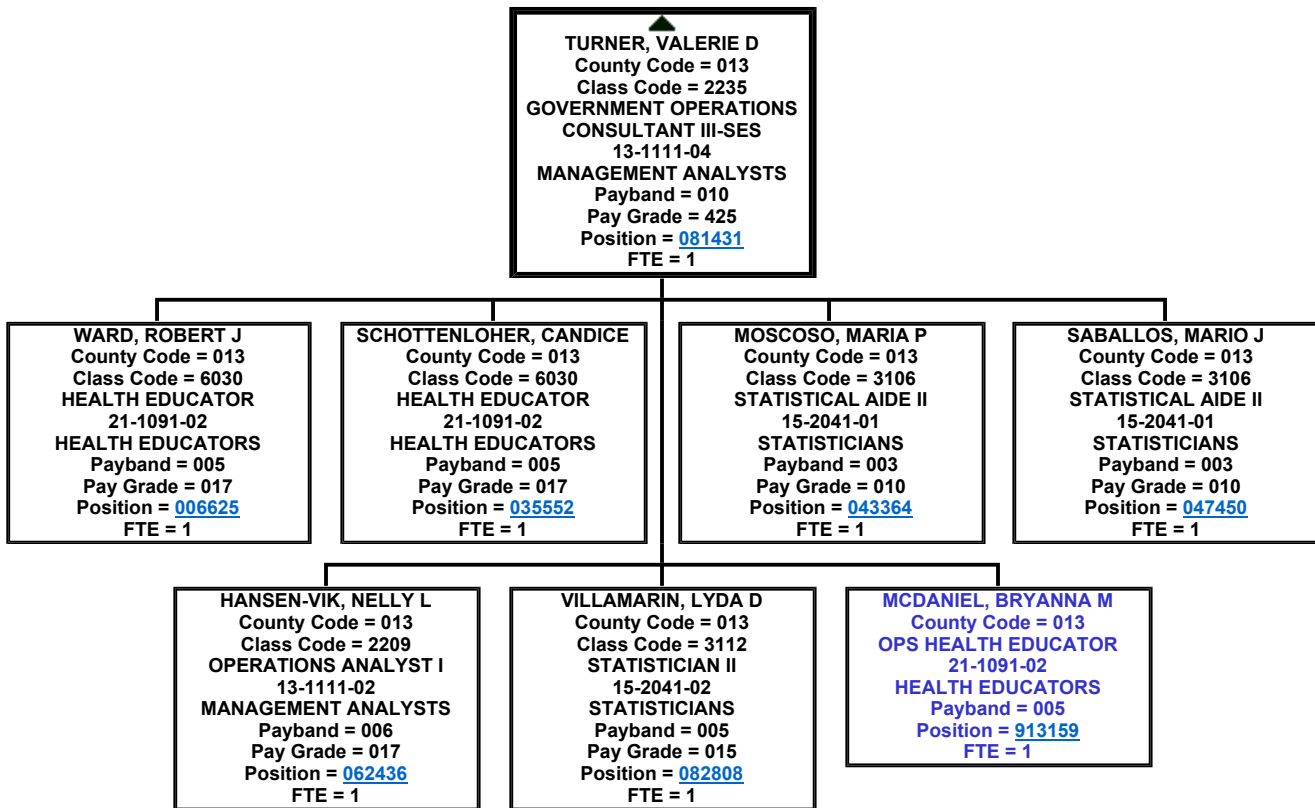 TURNER, VALERIE D
County Code = 013
Class Code = 2235
GOVERNMENT OPERATIONS
CONSULTANT III-SES
13-1111-04
MANAGEMENT ANALYSTS
Payband = 010
Pay Grade = 425
Position = 081431
FTE = 1
WARD, ROBERT J
County Code = 013
Class Code = 6030
HEALTH EDUCATOR
21-1091-02
HEALTH EDUCATORS
Payband = 005
Pay Grade = 017
Position = 006625
FTE = 1
SCHOTTENLOHER, CANDICE
County Code = 013
Class Code = 6030
HEALTH EDUCATOR
21-1091-02
HEALTH EDUCATORS
Payband = 005
Pay Grade = 017
Position = 035552
FTE = 1
MOSCOSO, MARIA P
County Code = 013
Class Code = 3106
STATISTICAL AIDE II
15-2041-01
STATISTICIANS
Payband = 003
Pay Grade = 010
Position = 043364
FTE = 1
SABALLOS, MARIO J
County Code = 013
Class Code = 3106
STATISTICAL AIDE II
15-2041-01
STATISTICIANS
Payband = 003
Pay Grade = 010
Position = 047450
FTE = 1
HANSEN-VIK, NELLY L
County Code = 013
Class Code = 2209
OPERATIONS ANALYST I
13-1111-02
MANAGEMENT ANALYSTS
Payband = 006
Pay Grade = 017
Position = 062436
FTE = 1
VILLAMARIN, LYDA D
County Code = 013
Class Code = 3112
STATISTICIAN II
15-2041-02
STATISTICIANS
Payband = 005
Pay Grade = 015
Position = 082808
FTE = 1
MCDANIEL, BRYANNA M
County Code = 013
OPS HEALTH EDUCATOR
21-1091-02
HEALTH EDUCATORS
Payband = 005
Position = 913159
FTE = 1